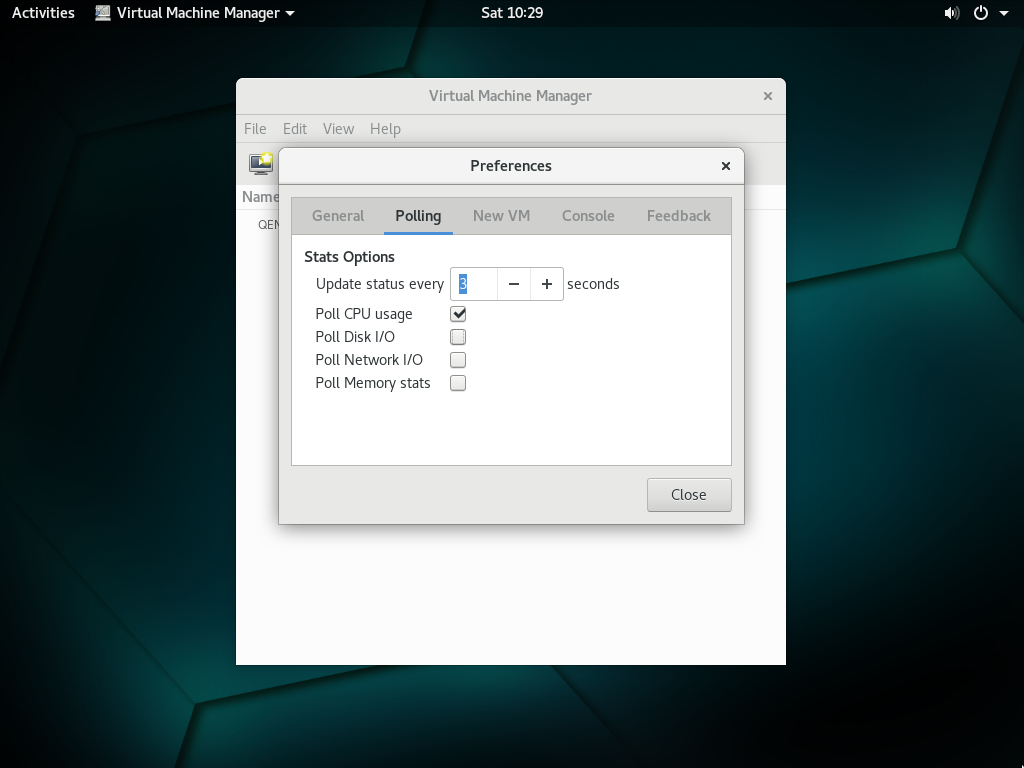 Activities Virtual Machine Manager Sat 10:29
Virtual Machine Manager
File Edit View Help
Preferences
Name
General Polling New VM Console Feedback
QEM
Stats Options
Update status every 3 − + seconds
Poll CPU usage
Poll Disk I/O
Poll Network I/O
Poll Memory stats
Close